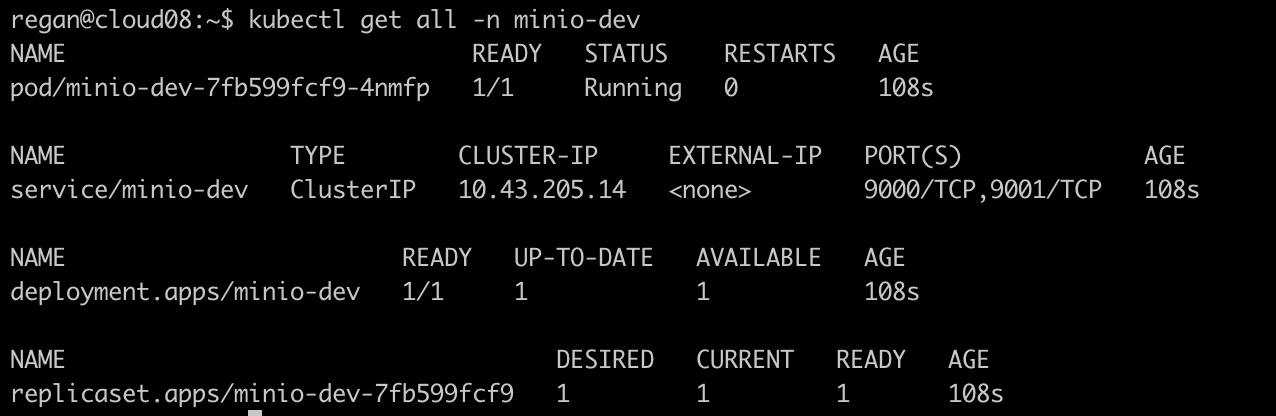 regan@cloud08:~$ kubectl get all -n minio-dev
NAME READY STATUS RESTARTS AGE
pod/minio-dev-7fb599fcf9-4nmfp 1/1 Running 0 108s
NAME TYPE CLUSTER-IP EXTERNAL-IP PORT(S) AGE
service/minio-dev ClusterIP 10.43.205.14 <none> 9000/TCP,9001/TCP 108s
NAME READY UP-TO-DATE AVAILABLE AGE
deployment.apps/minio-dev 1/1 1 1 108s
NAME DESIRED CURRENT READY AGE
replicaset.apps/minio-dev-7fb599fcf9 1 1 1 108s